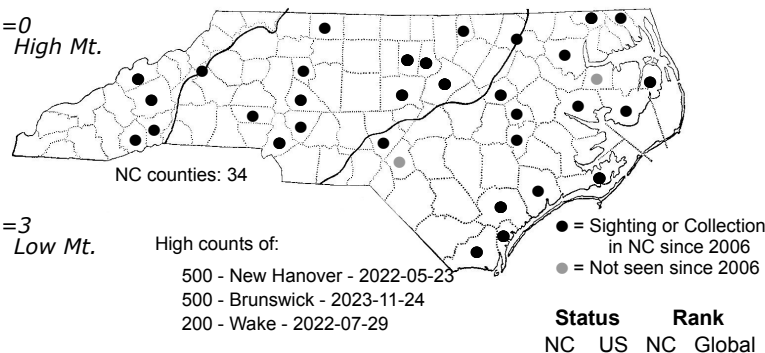 =0
High Mt.
NC counties: 34
=3
Low Mt.
High counts of:
500 - New Hanover - 2022-05-23
500 - Brunswick - 2023-11-24
200 - Wake - 2022-07-29
= Sighting or Collection
in NC since 2006
= Not seen since 2006
Status Rank
NC US NC Global